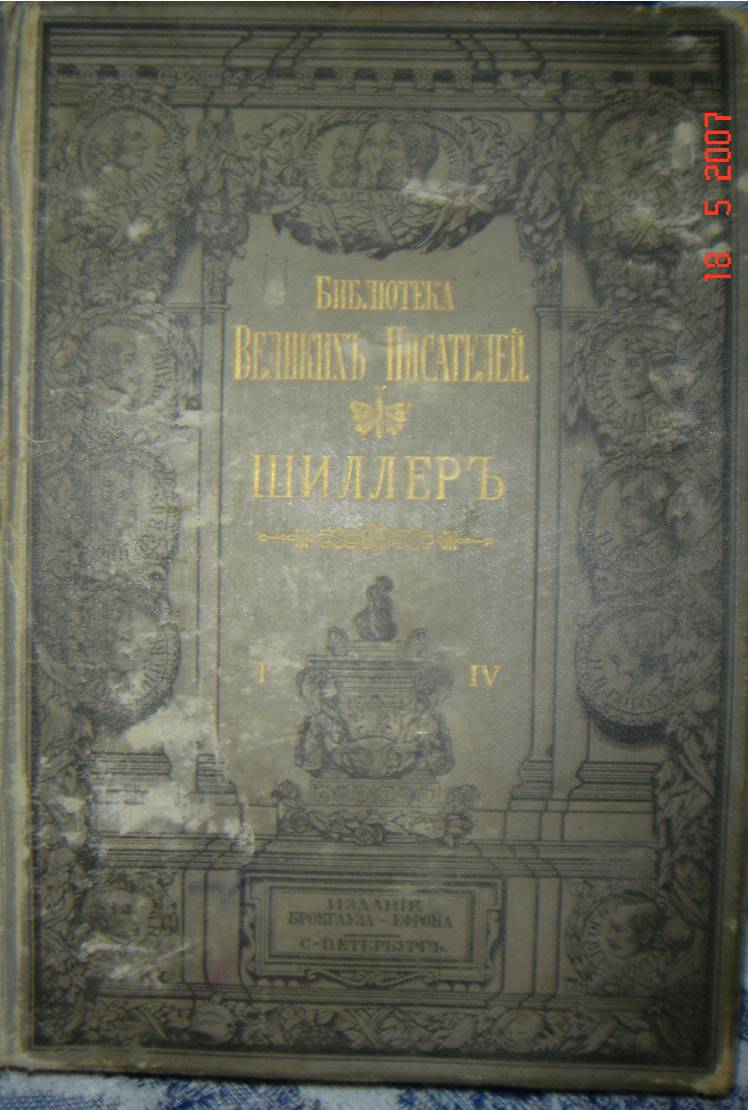 Библіотека
Великихъ Писателей.
ШИЛЛЕРЪ
Т IV
ИЗДАНІЕ
БРОКГАУЗА-ЕФРОНА
С-ПЕТЕРБУРГЪ.
18 5 2007